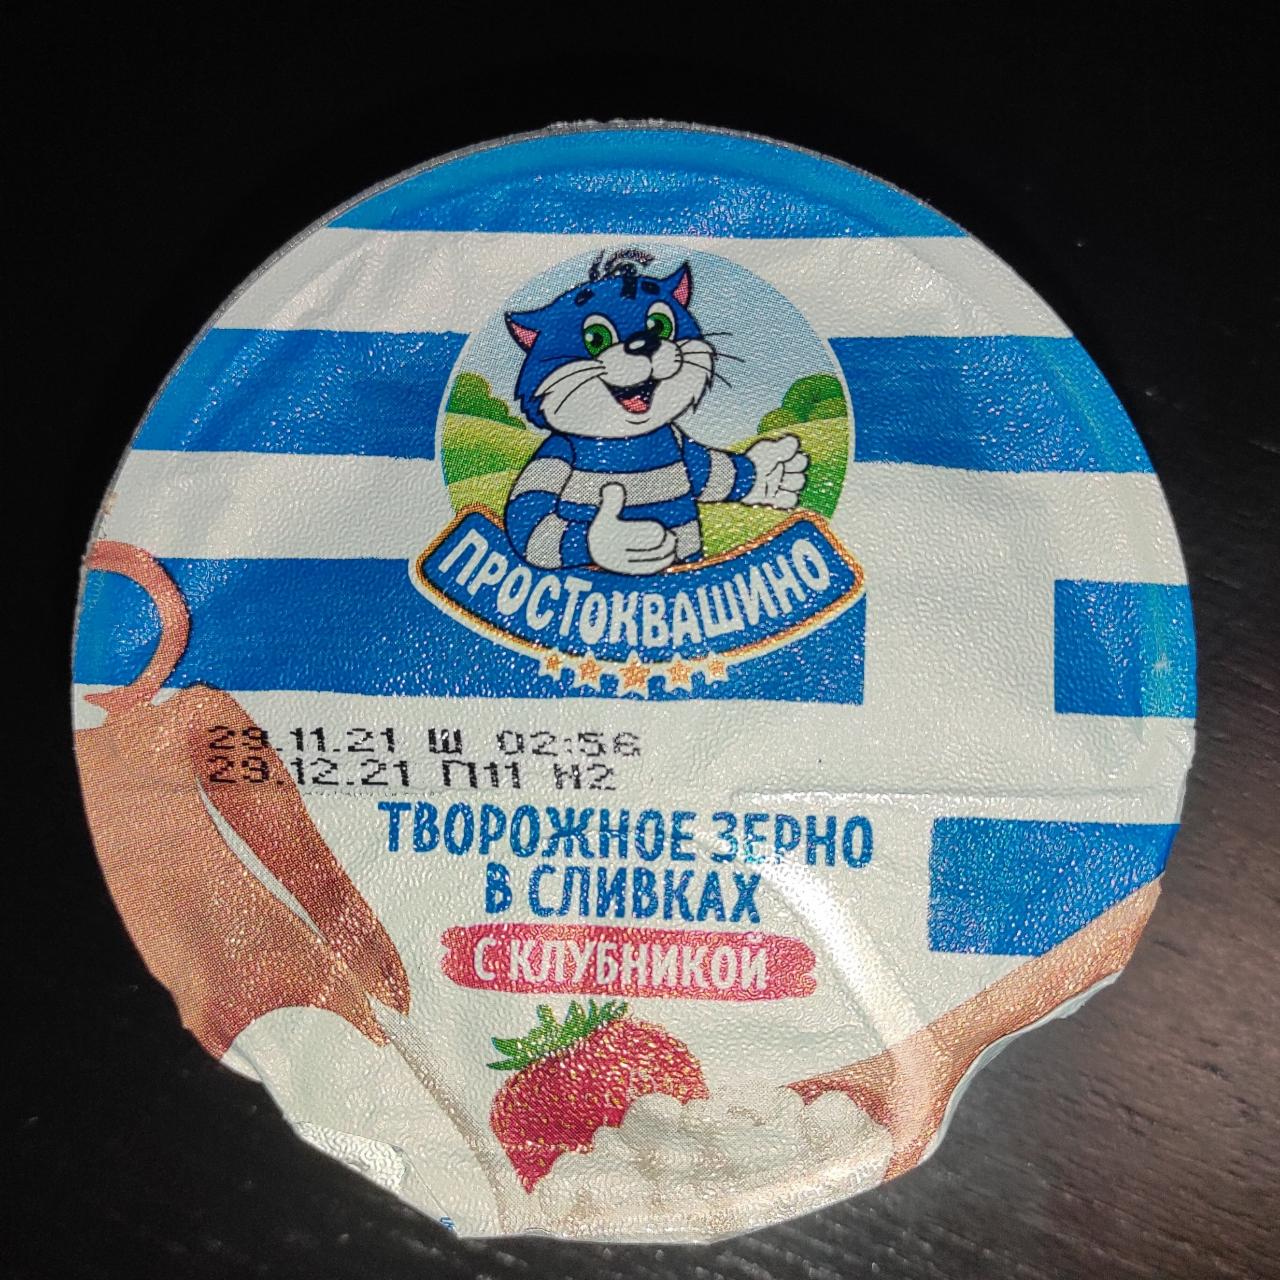 ПРОСТОКВАШИНО
29.11.21 Ш 02:56
29.12.21 П11 Н2
ТВОРОЖНОЕ ЗЕРНО
В СЛИВКАХ
С КЛУБНИКОЙ